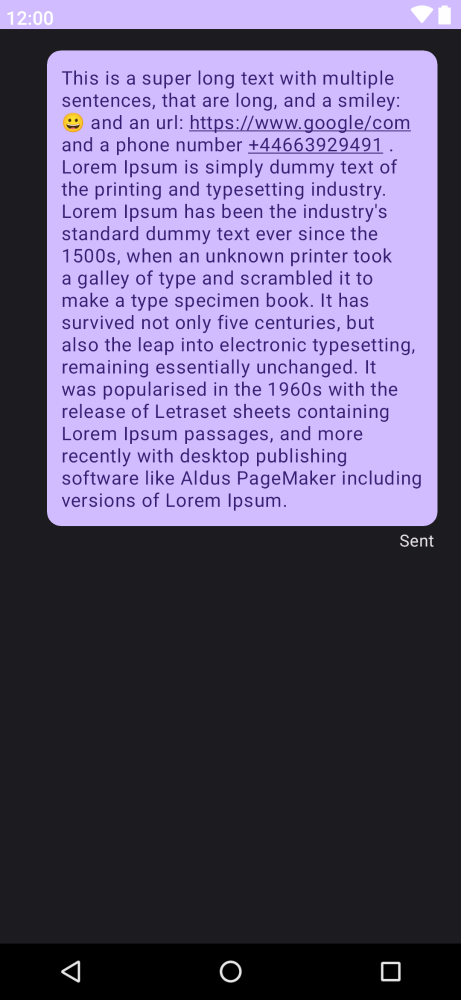 12:00
This is a super long text with multiple
sentences, that are long, and a smiley:
😀 and an url: https://www.google/com
and a phone number +44663929491 .
Lorem Ipsum is simply dummy text of
the printing and typesetting industry.
Lorem Ipsum has been the industry's
standard dummy text ever since the
1500s, when an unknown printer took
a galley of type and scrambled it to
make a type specimen book. It has
survived not only five centuries, but
also the leap into electronic typesetting,
remaining essentially unchanged. It
was popularised in the 1960s with the
release of Letraset sheets containing
Lorem Ipsum passages, and more
recently with desktop publishing
software like Aldus PageMaker including
versions of Lorem Ipsum.
Sent